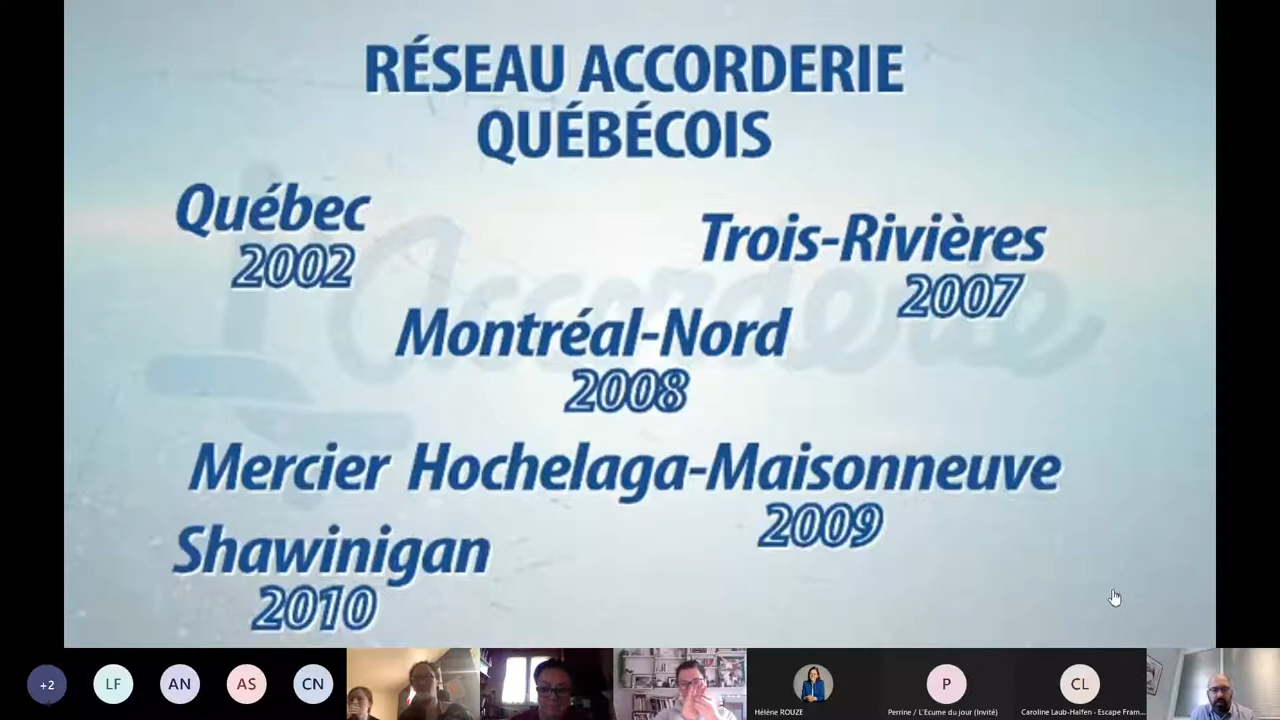 RÉSEAU ACCORDERIE
QUÉBÉCOIS
Québec
2002
Trois-Rivières
2007
l'Accorderie
Montréal-Nord
2008
Mercier Hochelaga-Maisonneuve
2009
Shawinigan
2010
+2
LF
AN
AS
CN
Hélène ROUZE
P
Perrine / L'Ecume du jour (Invité)
CL
Caroline Laub-Halfen - Escape Fram...